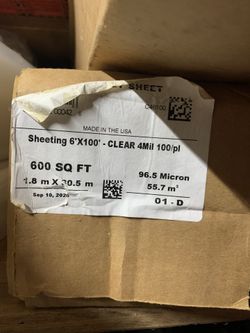 SHEET
MADE IN THE USA
Sheeting 6'X100' - CLEAR 4Mil 100/pl
600 SQ FT
96.5 Micron
1.8 m X 30.5 m
55.7 m²
01 - D